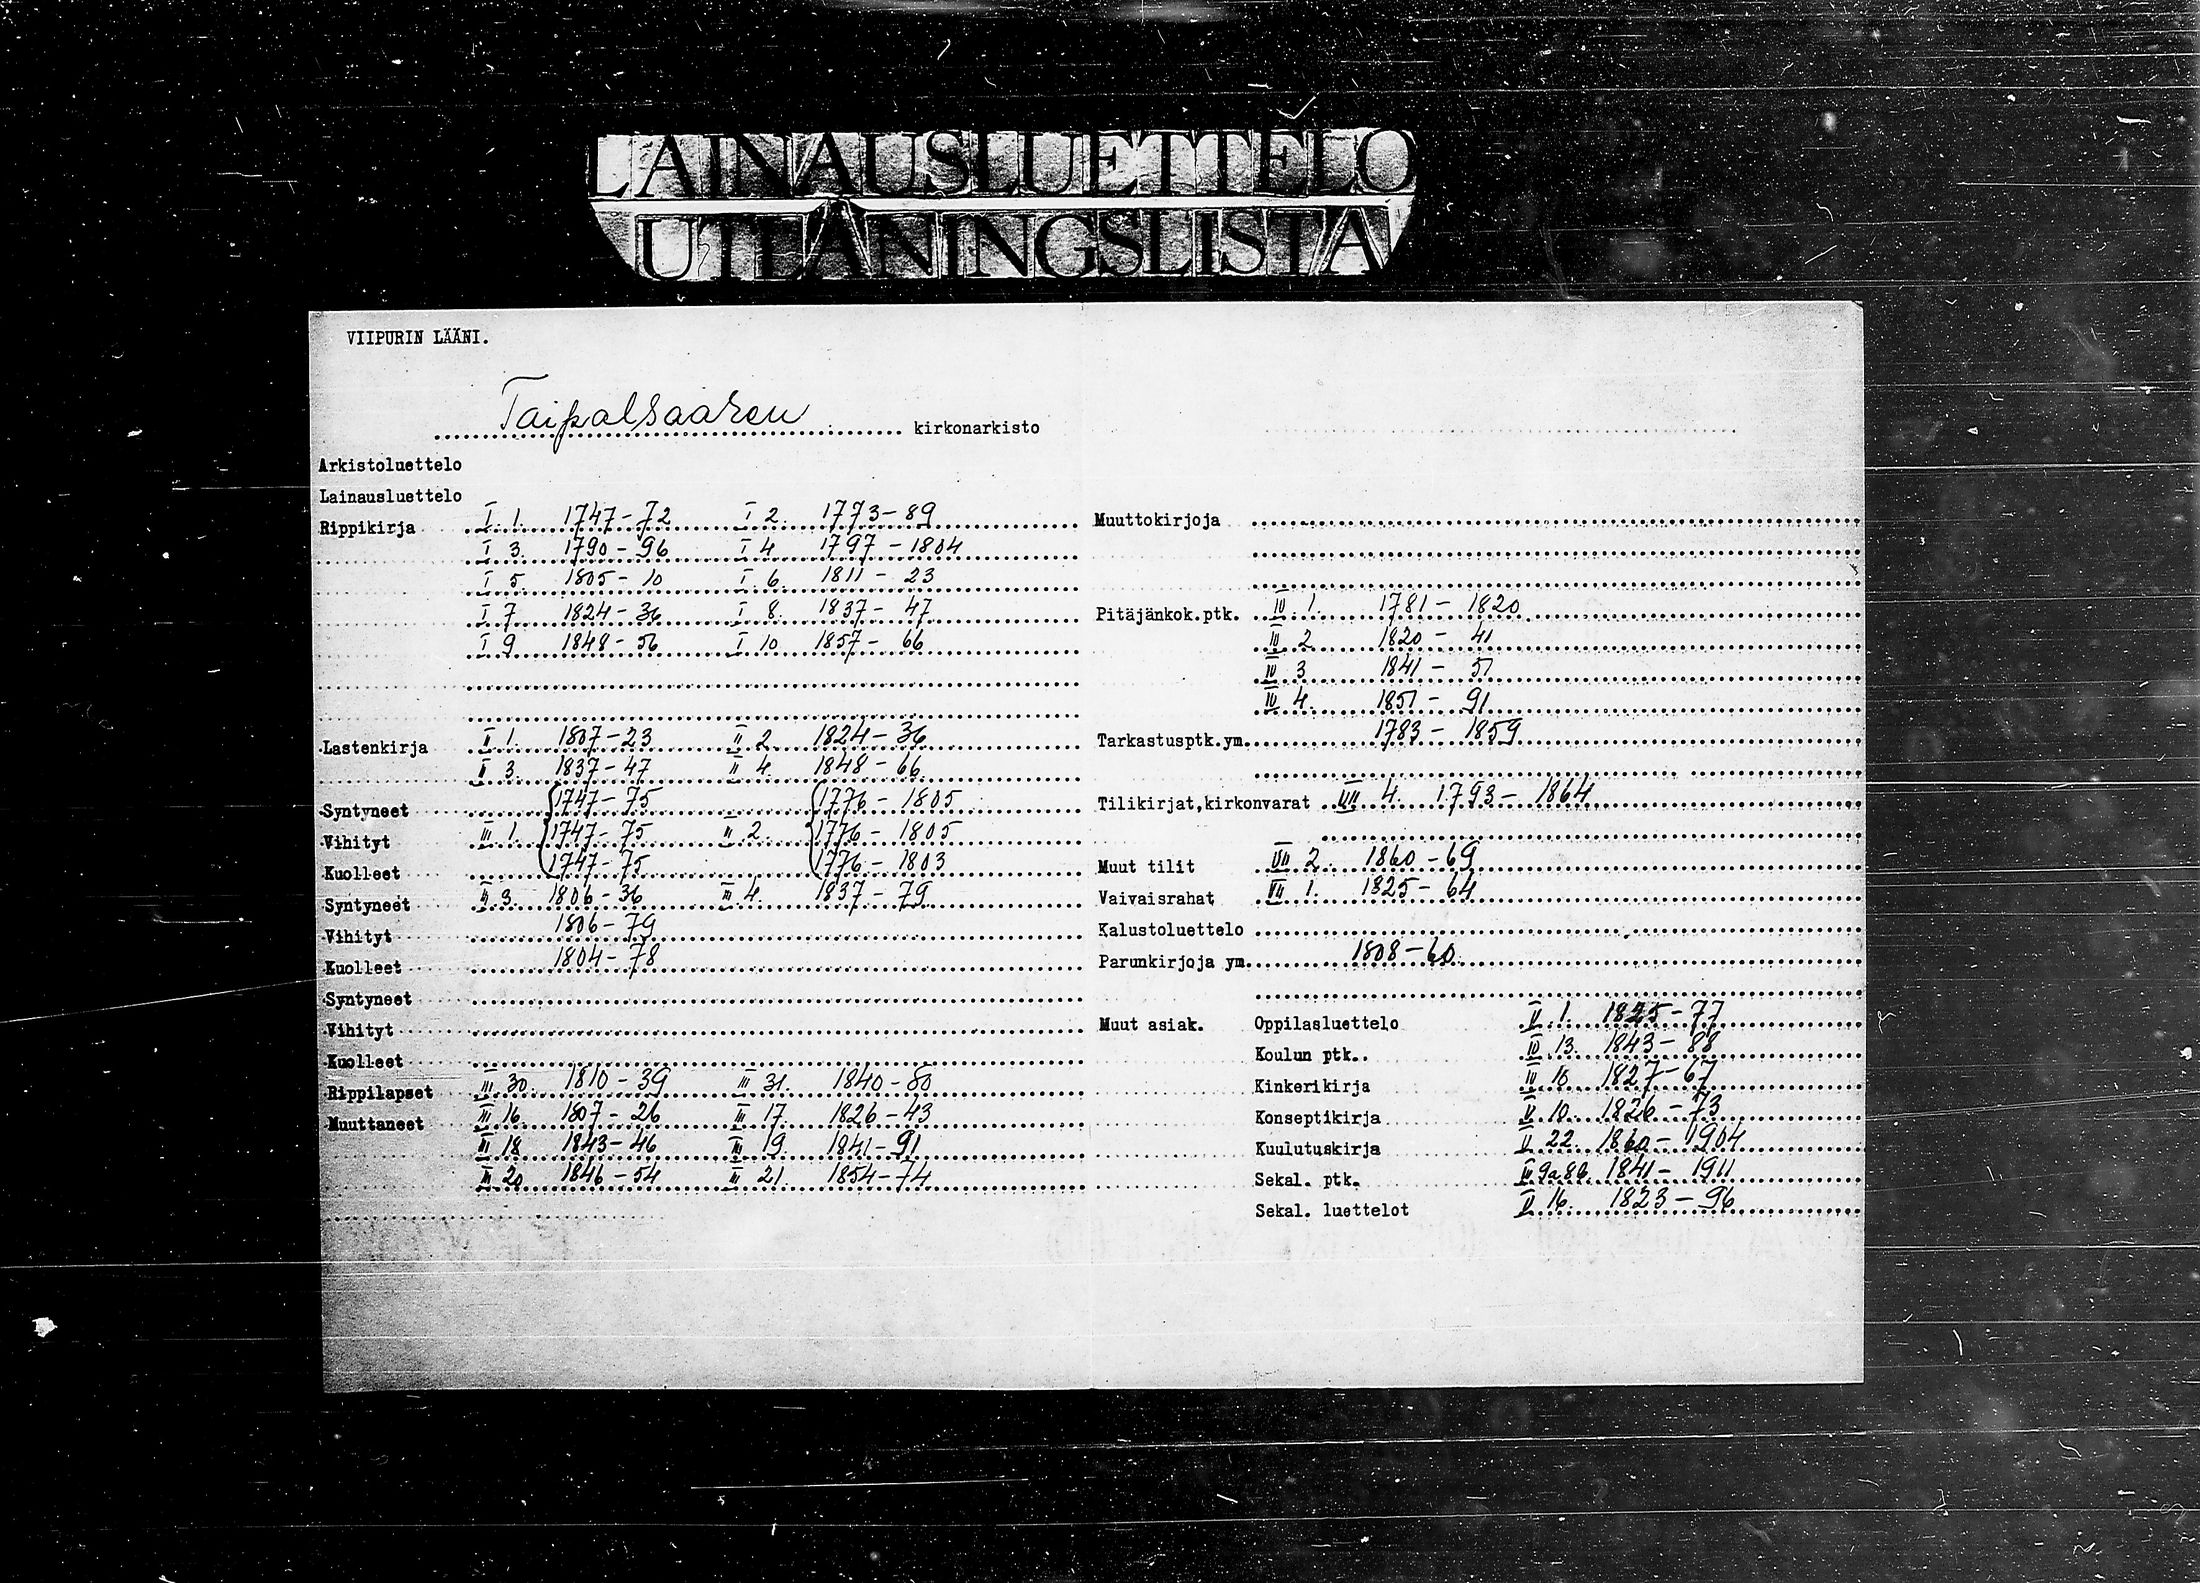 LAINAUSLUETTELO
UTLÅNINGSLISTA
VIIPURIN LÄÄNI.
Taipalsaaren kirkonarkisto
Arkistoluettelo
Lainausluettelo
Rippikirja I 1. 1747-72 I 2. 1773-89
I 3. 1790-96 I 4 1797-1804
I 5. 1805-10 I 6. 1811-23
I 7 1824-36 I 8. 1837-47
I 9 1848-56 I 10 1857-66
Lastenkirja II 1. 1807-23 II 2. 1824-36
II 3. 1837-47 II 4. 1848-66
Syntyneet 1747-75 1776-1805
Vihityt III 1. 1747-75 II 2. 1776-1805
Kuolleet 1747-75 1776-1803
Syntyneet III 3. 1806-36 III 4. 1837-79
Vihityt 1806-79
Kuolleet 1804-78
Syntyneet
Vihityt
Kuolleet
Rippilapset III 30. 1810-39 III 31. 1840-80
Muuttaneet III 16. 1807-26 III 17. 1826-43
III 18 1843-46 III 19. 1841-91
III 20 1846-54 III 21. 1854-74
Muuttokirjoja
Pitäjänkok.ptk. IV 1. 1781-1820
IV 2 1820-41
IV 3 1841-51
IV 4. 1851-91
Tarkastusptk.ym. 1783-1859
Tilikirjat,kirkonvarat VII 4. 1793-1864
Muut tilit VII 2. 1860-69
Vaivaisrahat VII 1. 1825-64
Kalustoluettelo
Parunkirjoja ym. 1808-60
Muut asiak. Oppilasluettelo V 1. 1825-77
Koulun ptk.. IV 13. 1843-88
Kinkerikirja IV 15 1827-67
Konseptikirja V 10. 1826-73
Kuulutuskirja V 22. 1860-1904
Sekal. ptk. 1841-1911
Sekal. luettelot V 16. 1823-96